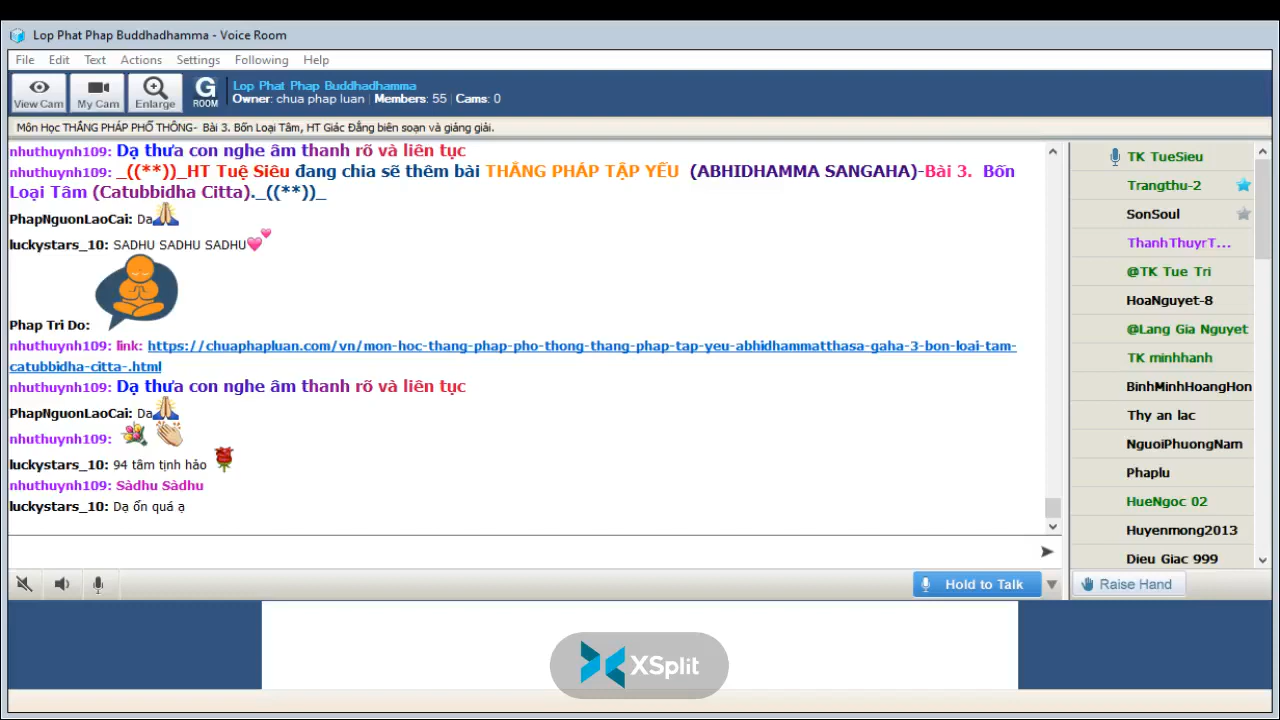 Lop Phat Phap Buddhadhamma - Voice Room
File Edit Text Actions Settings Following Help
View Cam My Cam Enlarge G ROOM
Lop Phat Phap Buddhadhamma
Owner: chua phap luan | Members: 55 | Cams: 0
Môn Học THẮNG PHÁP PHỔ THÔNG- Bài 3. Bốn Loại Tâm, HT Giác Đẳng biên soạn và giảng giải.
nhuthuynh109: Dạ thưa con nghe âm thanh rõ và liên tục
nhuthuynh109: _((**))_HT Tuệ Siêu đang chia sẽ thêm bài THẮNG PHÁP TẬP YẾU (ABHIDHAMMA SANGAHA)-Bài 3. Bốn
Loại Tâm (Catubbidha Citta)._((**))_
PhapNguonLaoCai: Da
luckystars_10: SADHU SADHU SADHU
Phap Tri Do:
nhuthuynh109: link: https://chuaphapluan.com/vn/mon-hoc-thang-phap-pho-thong-thang-phap-tap-yeu-abhidhammatthasa-gaha-3-bon-loai-tam-
catubbidha-citta-.html
nhuthuynh109: Dạ thưa con nghe âm thanh rõ và liên tục
PhapNguonLaoCai: Da
nhuthuynh109:
luckystars_10: 94 tâm tịnh hảo
nhuthuynh109: Sàdhu Sàdhu
luckystars_10: Dạ ổn quá ạ
TK TueSieu
Trangthu-2
SonSoul
ThanhThuyrT...
@TK Tue Tri
HoaNguyet-8
@Lang Gia Nguyet
TK minhhanh
BinhMinhHoangHon
Thy an lac
NguoiPhuongNam
Phaplu
HueNgoc 02
Huyenmong2013
Dieu Giac 999
Hold to Talk
Raise Hand
XSplit